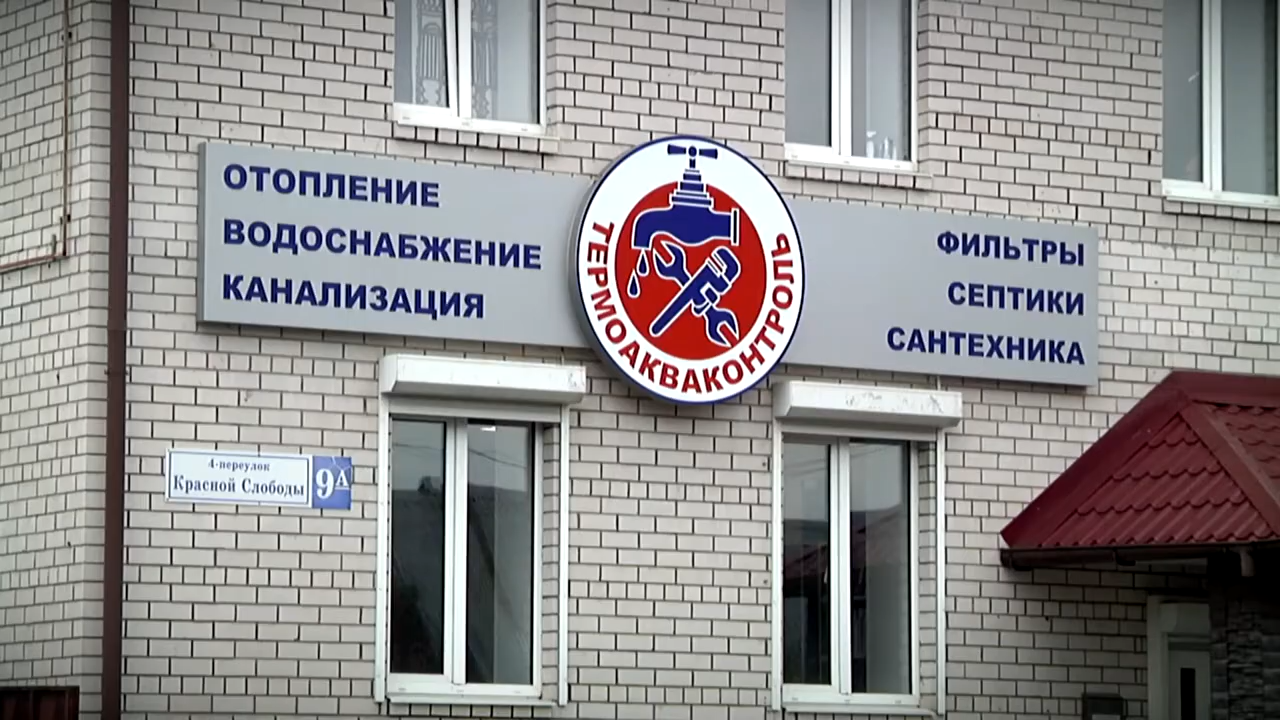 ОТОПЛЕНИЕ
ВОДОСНАБЖЕНИЕ
КАНАЛИЗАЦИЯ
ТЕРМОАКВАКОНТРОЛЬ
ФИЛЬТРЫ
СЕПТИКИ
САНТЕХНИКА
4-переулок
Красной Слободы
9А